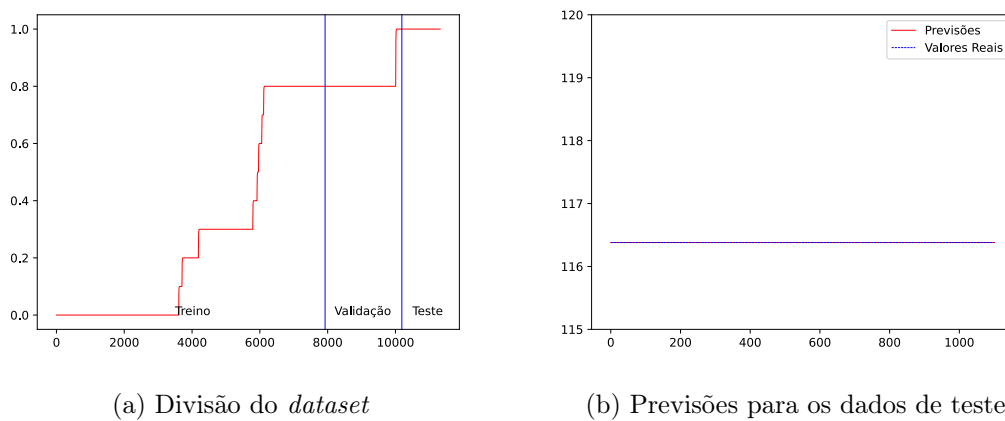 1.0
0.8
0.6
0.4
0.2
0.0
Treino
Validação
Teste
0 2000 4000 6000 8000 10000
(a) Divisão do dataset
120
119
118
117
116
115
Previsões
Valores Reais
0 200 400 600 800 1000
(b) Previsões para os dados de teste